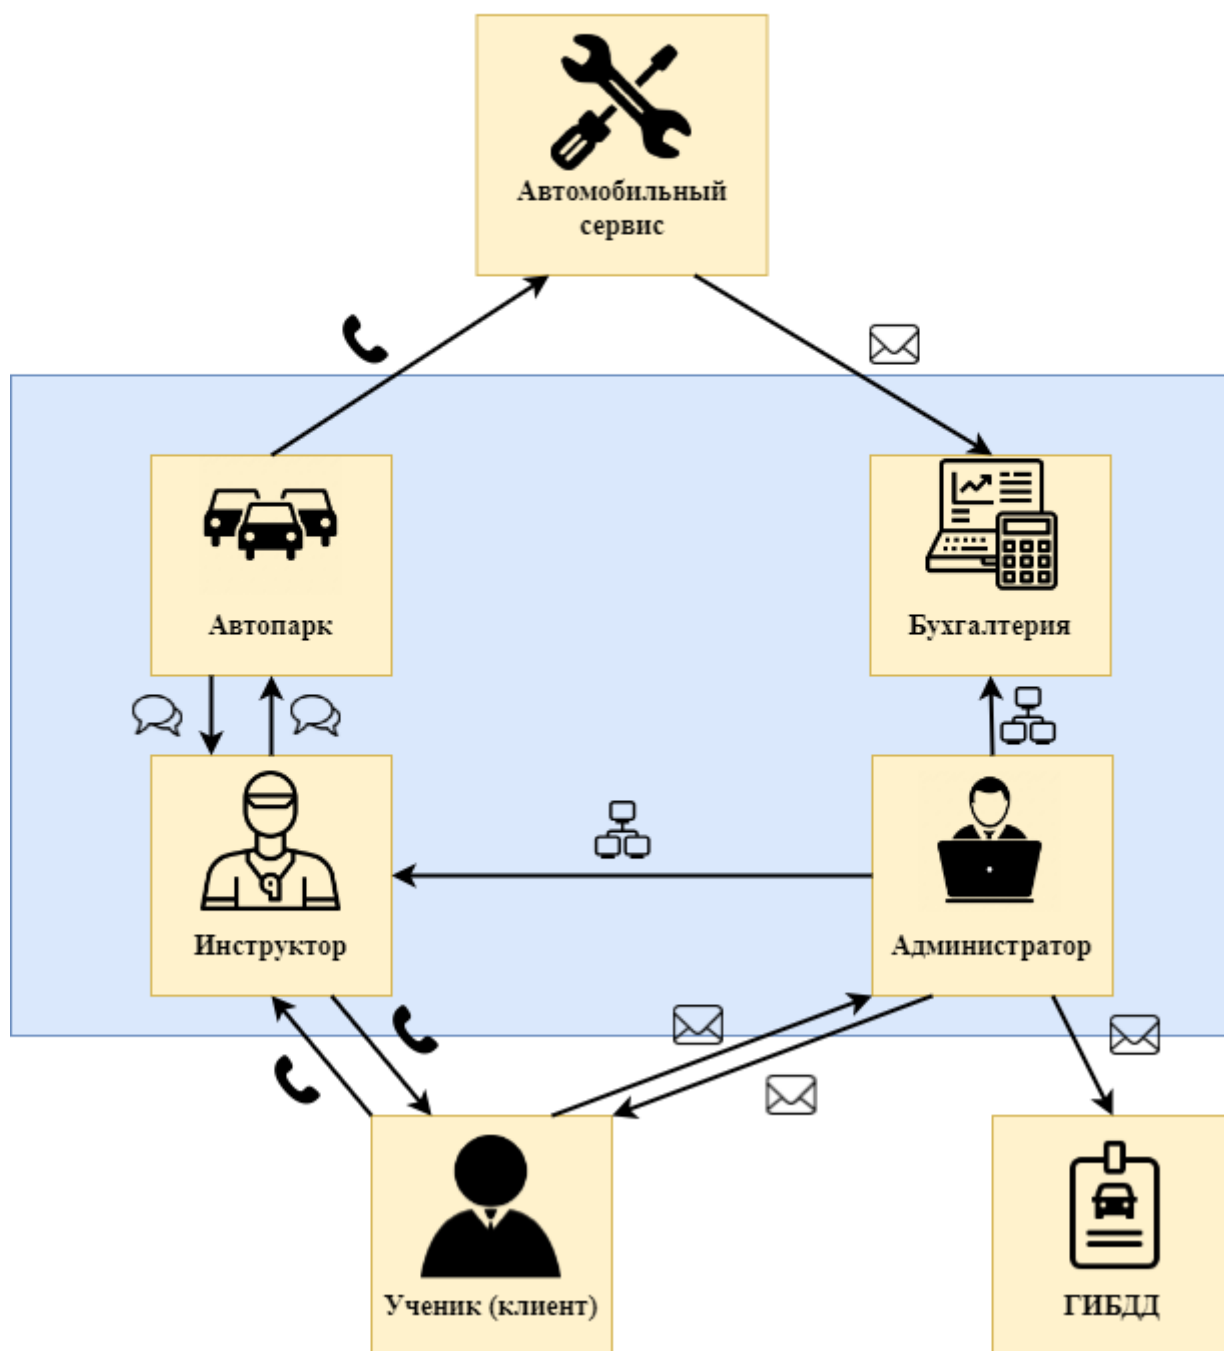 Автомобильный
сервис
Автопарк
Бухгалтерия
Инструктор
Администратор
Ученик (клиент)
ГИБДД